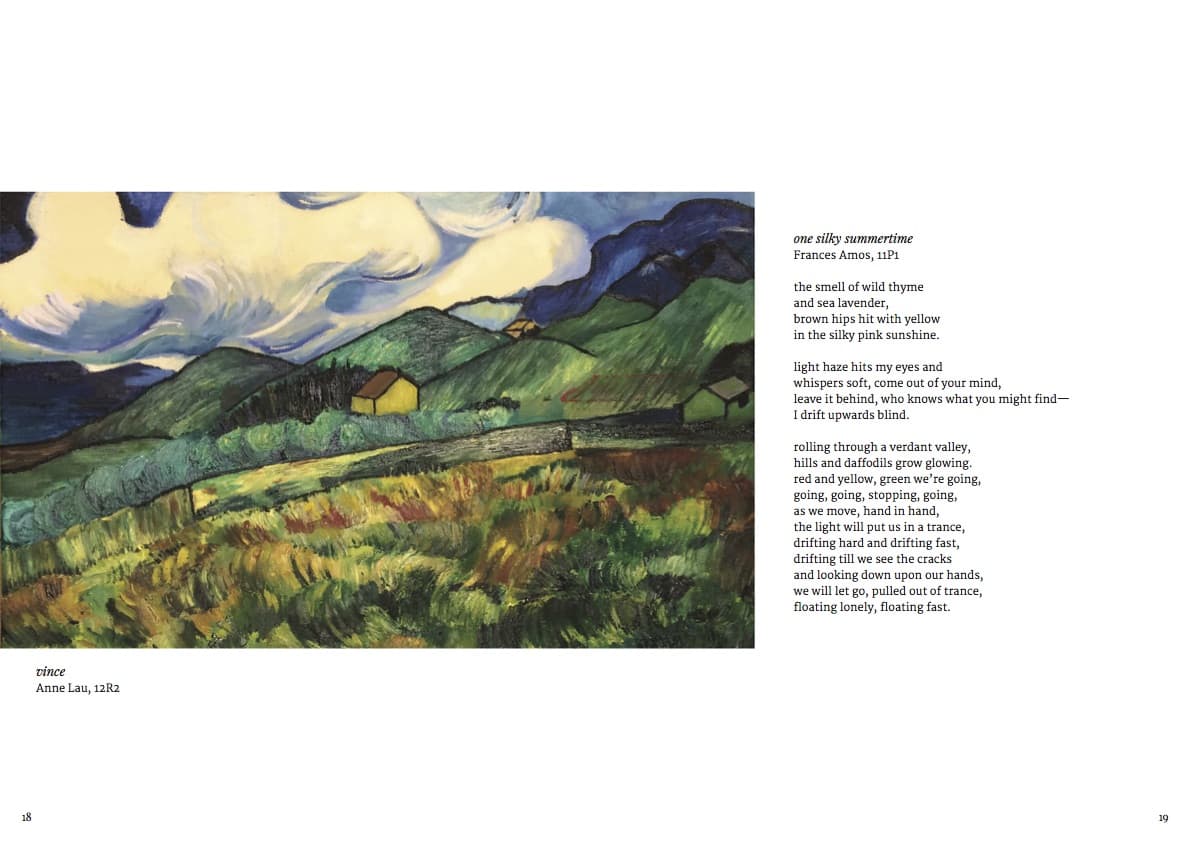 vince
Anne Lau, 12R2
18
one silky summertime
Frances Amos, 11P1
the smell of wild thyme
and sea lavender,
brown hips hit with yellow
in the silky pink sunshine.
light haze hits my eyes and
whispers soft, come out of your mind,
leave it behind, who knows what you might find—
I drift upwards blind.
rolling through a verdant valley,
hills and daffodils grow glowing.
red and yellow, green we're going,
going, going, stopping, going,
as we move, hand in hand,
the light will put us in a trance,
drifting hard and drifting fast,
drifting till we see the cracks
and looking down upon our hands,
we will let go, pulled out of trance,
floating lonely, floating fast.
19